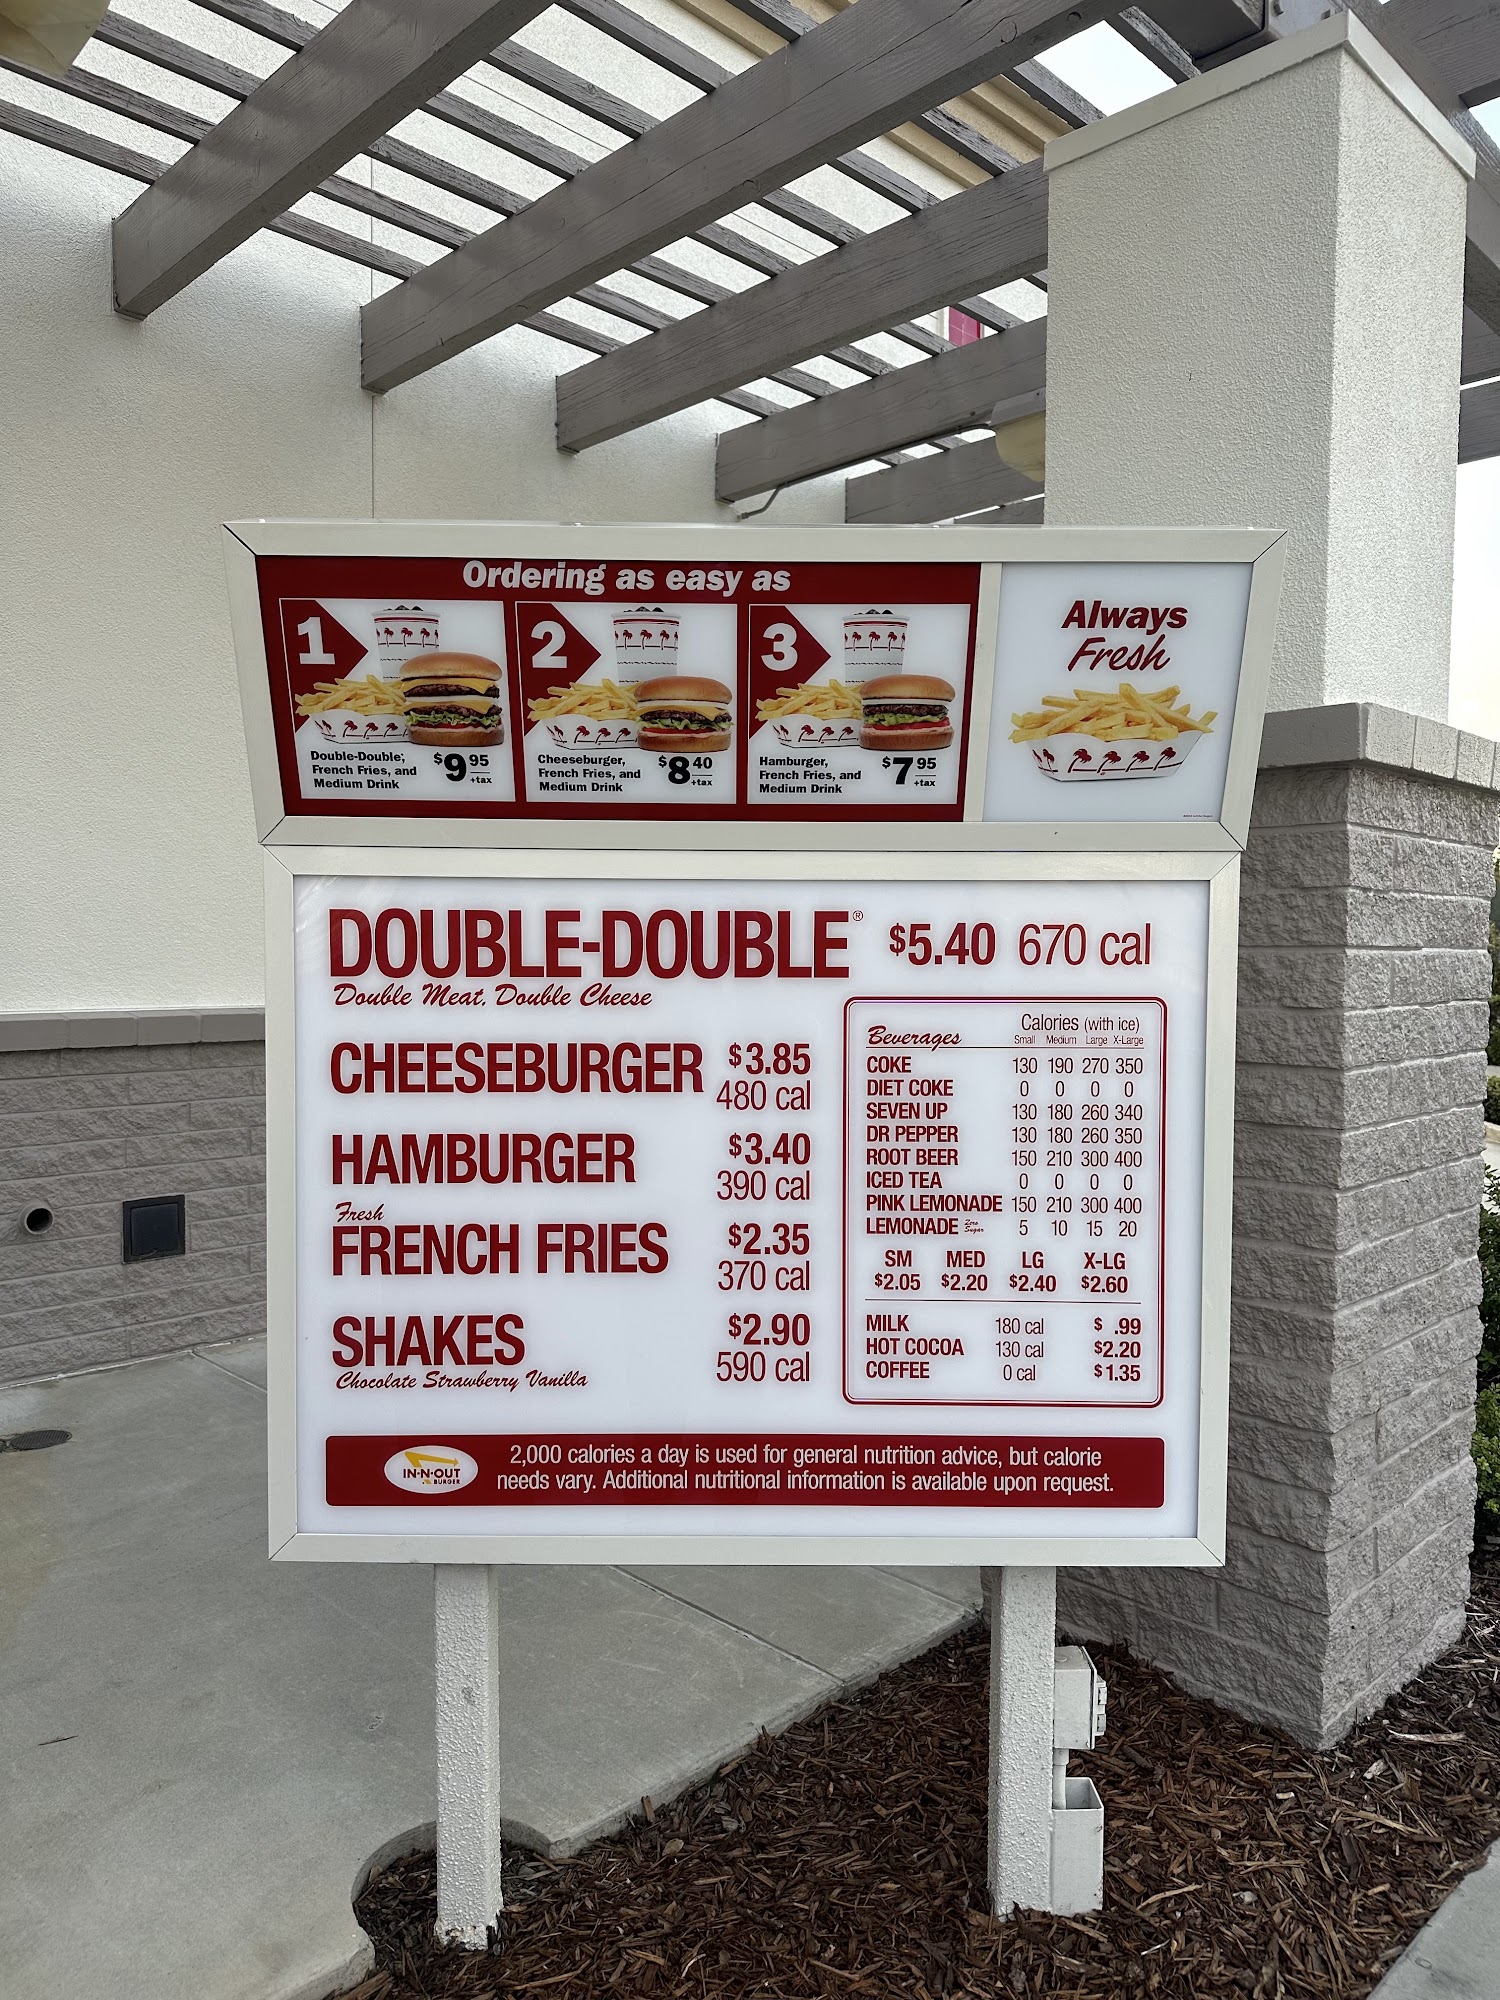 Ordering as easy as
1
Double-Double,
French Fries, and
Medium Drink
$9 95
+tax
2
Cheeseburger,
French Fries, and
Medium Drink
$8 40
+tax
3
Hamburger,
French Fries, and
Medium Drink
$7 95
+tax
Always
Fresh
DOUBLE-DOUBLE® $5.40 670 cal
Double Meat, Double Cheese
CHEESEBURGER $3.85
480 cal
HAMBURGER $3.40
390 cal
Fresh
FRENCH FRIES $2.35
370 cal
SHAKES $2.90
590 cal
Chocolate Strawberry Vanilla
Beverages Calories (with ice)
Small Medium Large X-Large
COKE 130 190 270 350
DIET COKE 0 0 0 0
SEVEN UP 130 180 260 340
DR PEPPER 130 180 260 350
ROOT BEER 150 210 300 400
ICED TEA 0 0 0 0
PINK LEMONADE 150 210 300 400
LEMONADE Zero Sugar 5 10 15 20
SM MED LG X-LG
$2.05 $2.20 $2.40 $2.60
MILK 180 cal $ .99
HOT COCOA 130 cal $2.20
COFFEE 0 cal $1.35
IN-N-OUT
BURGER
2,000 calories a day is used for general nutrition advice, but calorie
needs vary. Additional nutritional information is available upon request.